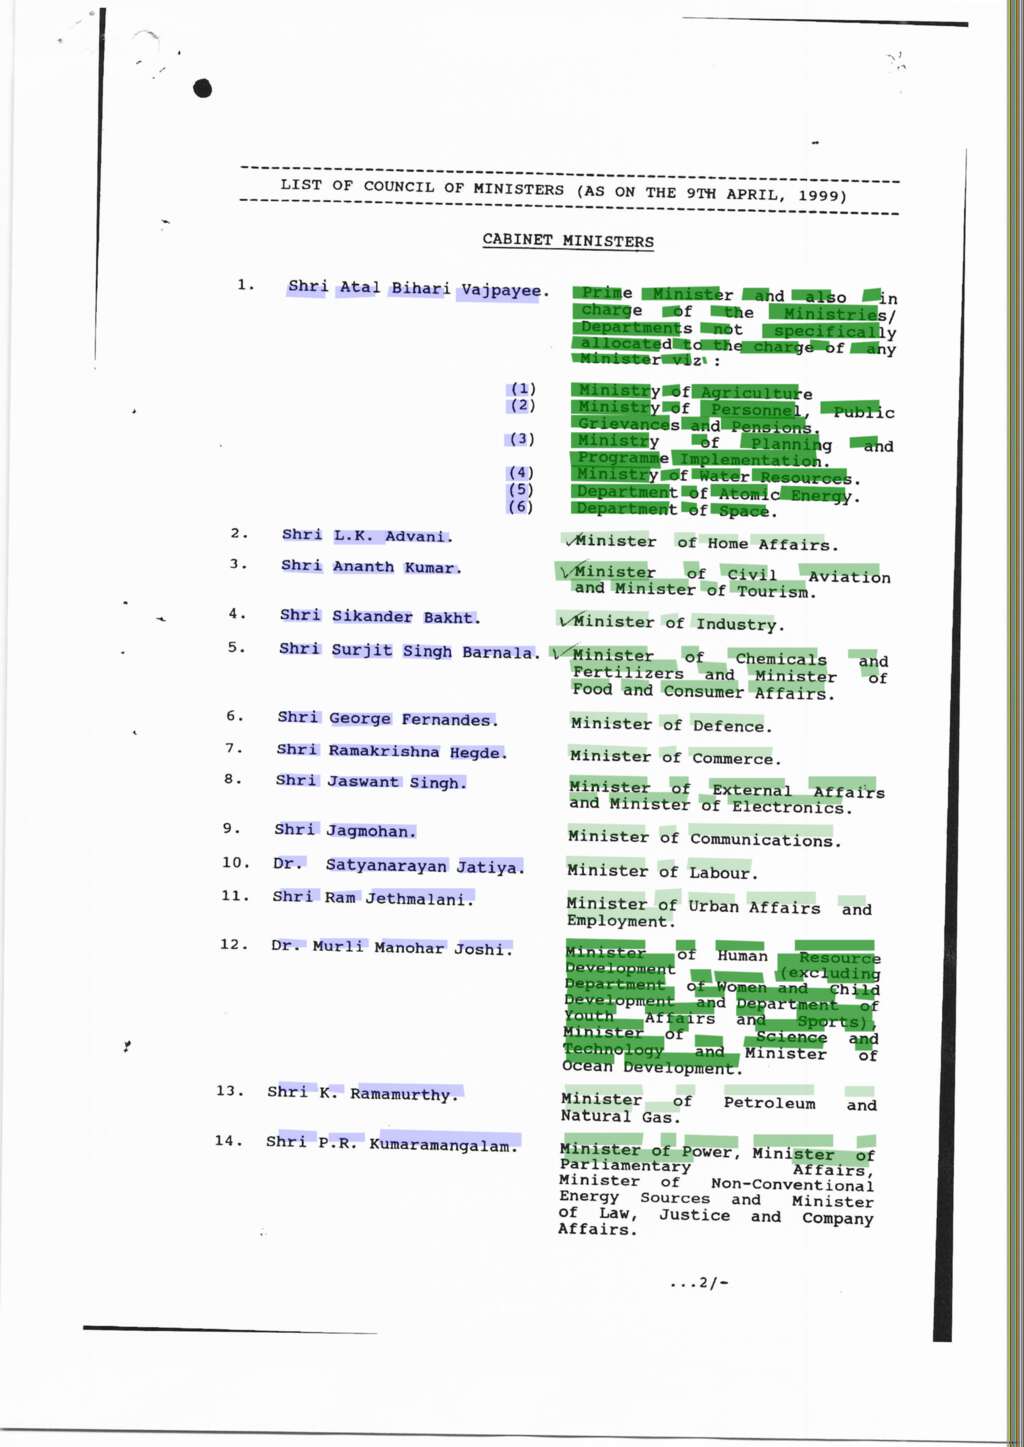 LIST OF COUNCIL OF MINISTERS (AS ON THE 9TH APRIL, 1999)
CABINET MINISTERS
1. Shri Atal Bihari Vajpayee. Prime Minister and also in
charge of the Ministries/
Departments not specifically
allocated to the charge of any
Minister viz :
(1) Ministry of Agriculture
(2) Ministry of Personnel, Public
Grievances and Pensions.
(3) Ministry of Planning and
Programme Implementation.
(4) Ministry of Water Resources.
(5) Department of Atomic Energy.
(6) Department of Space.
2. Shri L.K. Advani. Minister of Home Affairs.
3. Shri Ananth Kumar. Minister of Civil Aviation
and Minister of Tourism.
4. Shri Sikander Bakht. Minister of Industry.
5. Shri Surjit Singh Barnala. Minister of Chemicals and
Fertilizers and Minister of
Food and Consumer Affairs.
6. Shri George Fernandes. Minister of Defence.
7. Shri Ramakrishna Hegde. Minister of Commerce.
8. Shri Jaswant Singh. Minister of External Affairs
and Minister of Electronics.
9. Shri Jagmohan. Minister of Communications.
10. Dr. Satyanarayan Jatiya. Minister of Labour.
11. Shri Ram Jethmalani. Minister of Urban Affairs and
Employment.
12. Dr. Murli Manohar Joshi. Minister of Human Resource
Development (excluding
Department of Women and Child
Development and Department of
Youth Affairs and Sports),
Minister of Science and
Technology and Minister of
Ocean Development.
13. Shri K. Ramamurthy. Minister of Petroleum and
Natural Gas.
14. Shri P.R. Kumaramangalam. Minister of Power, Minister of
Parliamentary Affairs,
Minister of Non-Conventional
Energy Sources and Minister
of Law, Justice and Company
Affairs.
...2/-